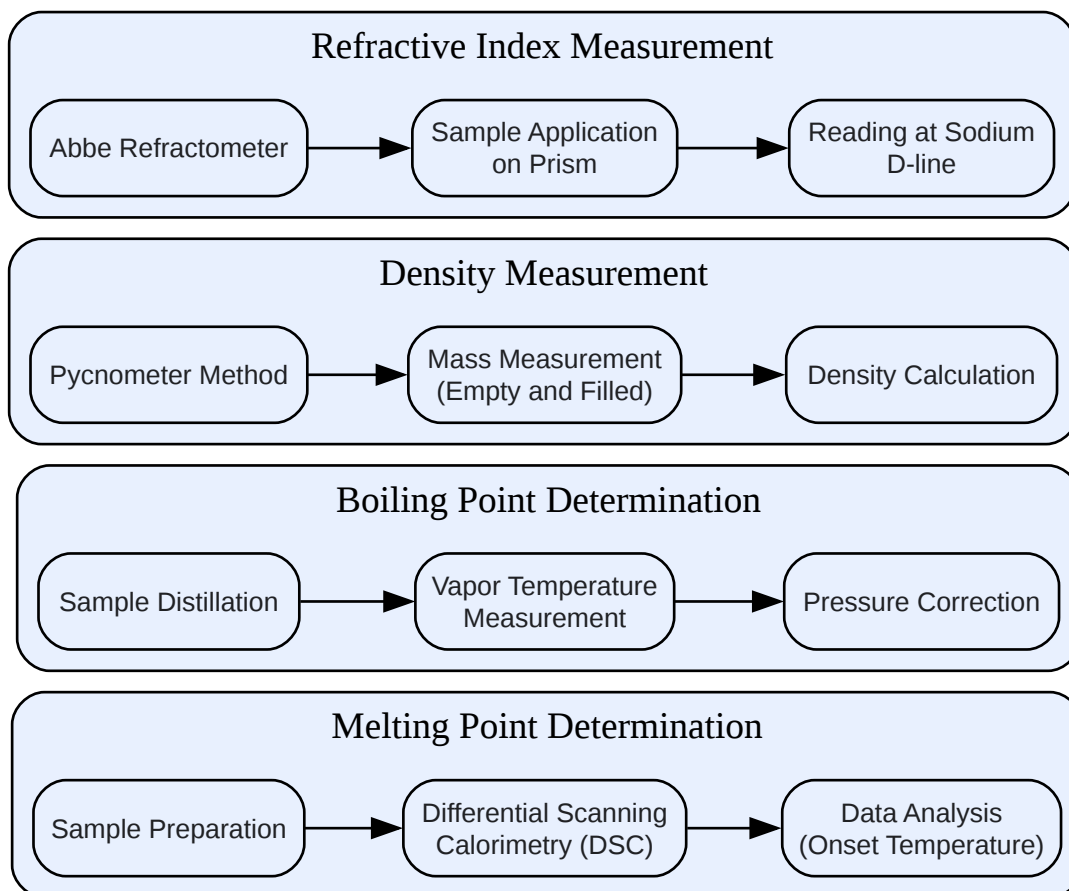 Refractive Index Measurement
Abbe Refractometer
Sample Application
on Prism
Reading at Sodium
D-line
Density Measurement
Pycnometer Method
Mass Measurement
(Empty and Filled)
Density Calculation
Boiling Point Determination
Sample Distillation
Vapor Temperature
Measurement
Pressure Correction
Melting Point Determination
Sample Preparation
Differential Scanning
Calorimetry (DSC)
Data Analysis
(Onset Temperature)